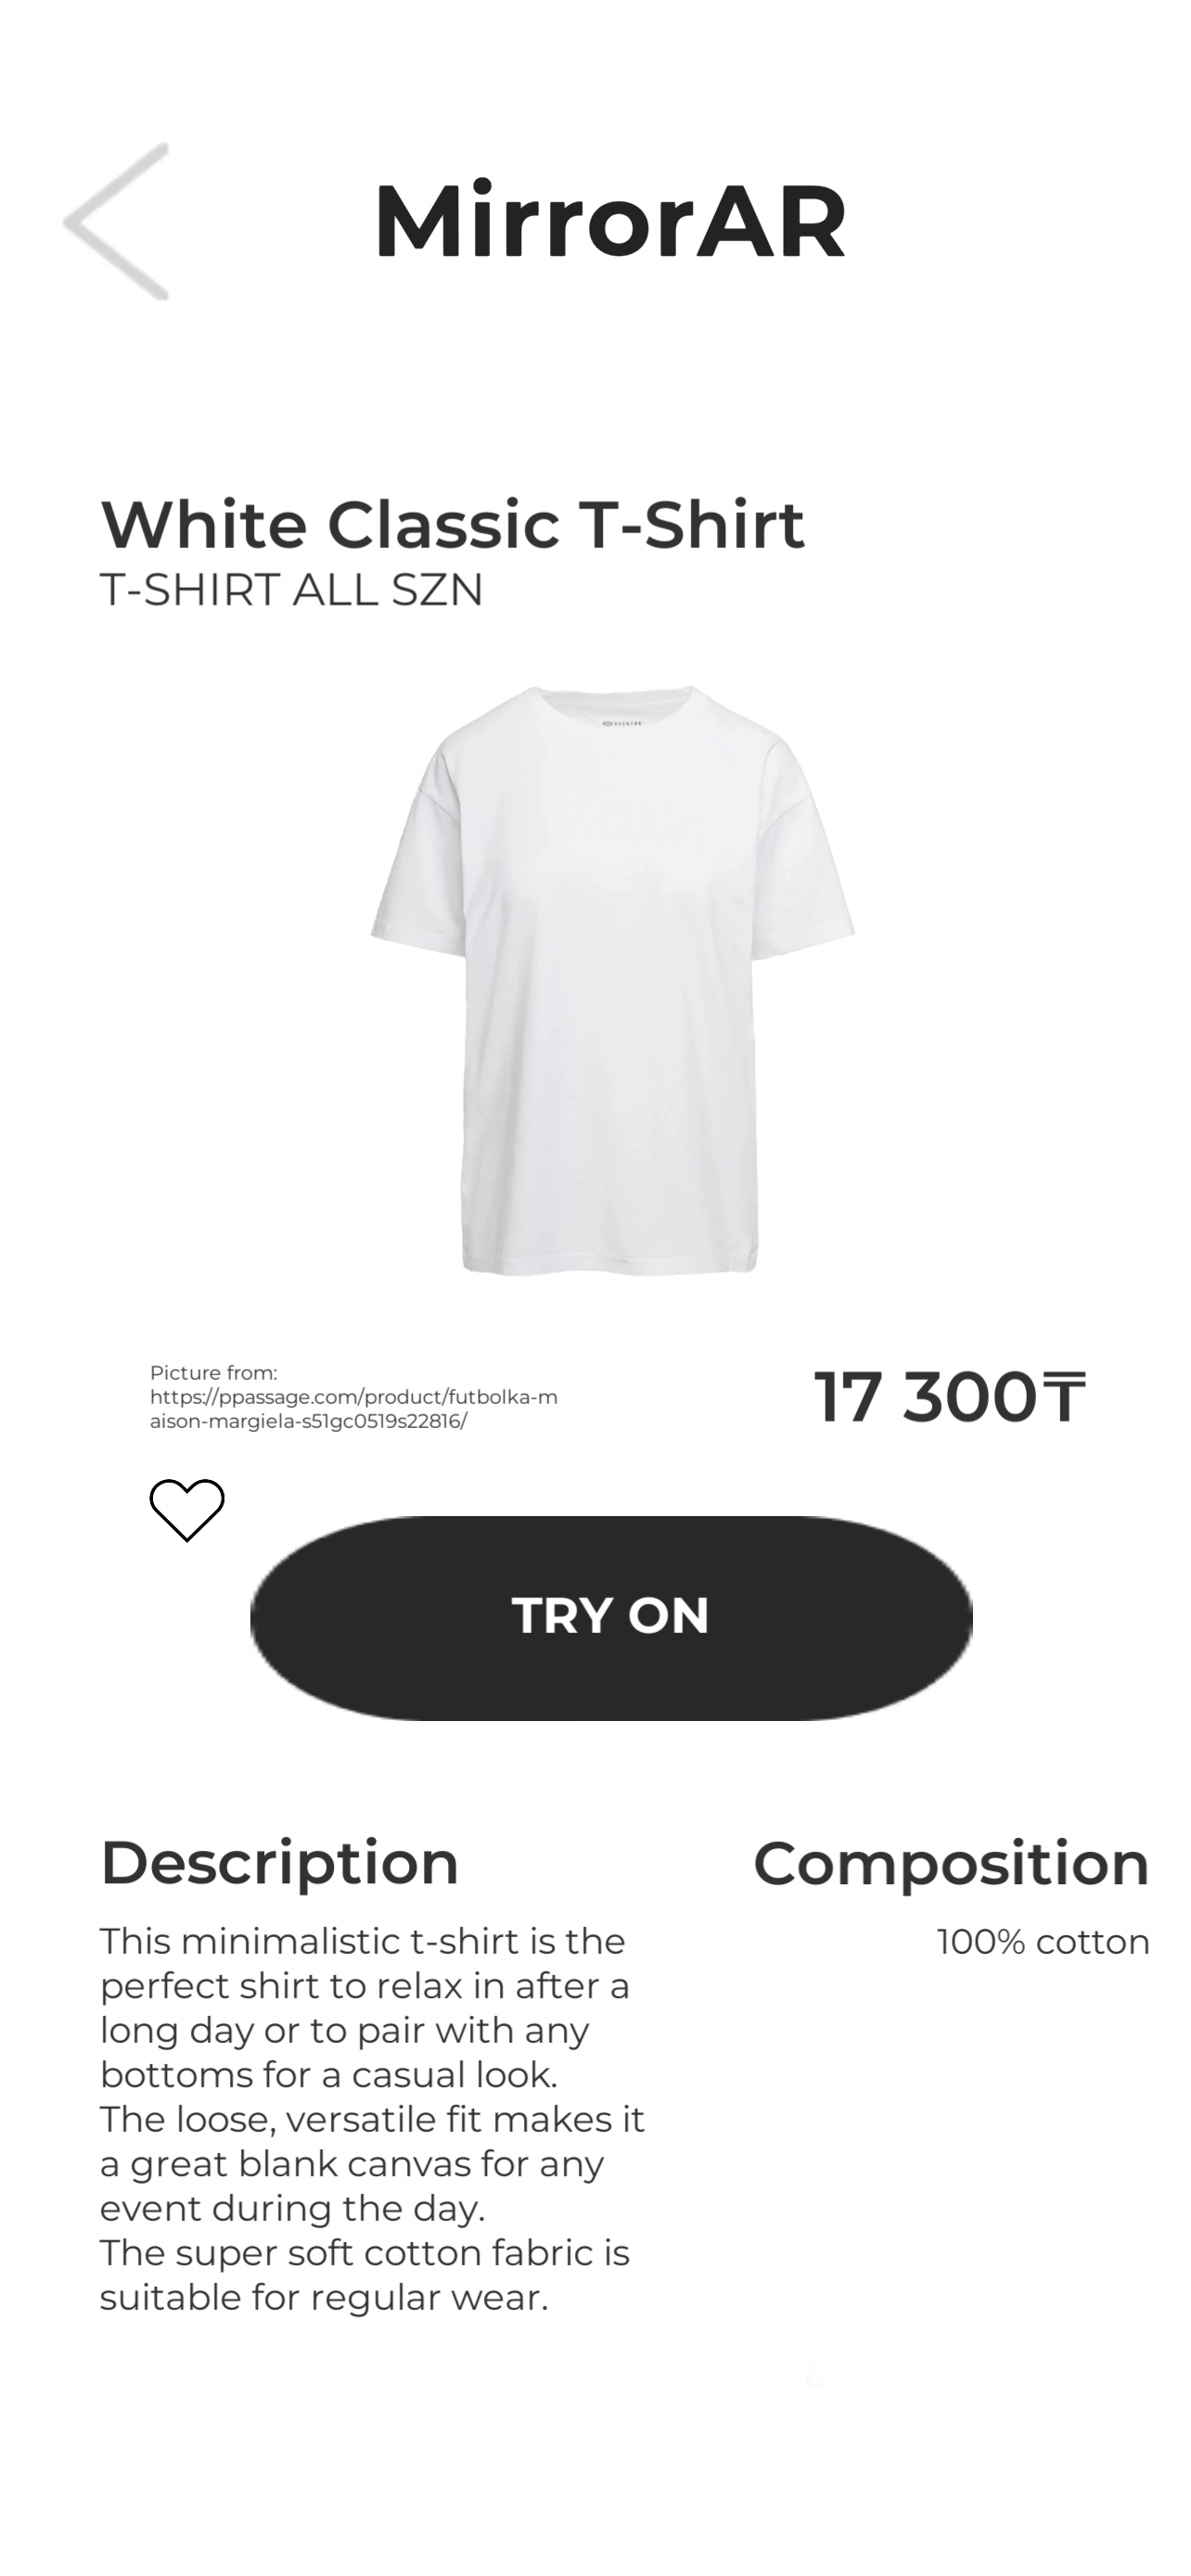 MirrorAR
White Classic T-Shirt
T-SHIRT ALL SZN
Picture from:
https://ppassage.com/product/futbolka-m
aison-margiela-s51gc0519s22816/
17 300₸
TRY ON
Description
This minimalistic t-shirt is the
perfect shirt to relax in after a
long day or to pair with any
bottoms for a casual look.
The loose, versatile fit makes it
a great blank canvas for any
event during the day.
The super soft cotton fabric is
suitable for regular wear.
Composition
100% cotton